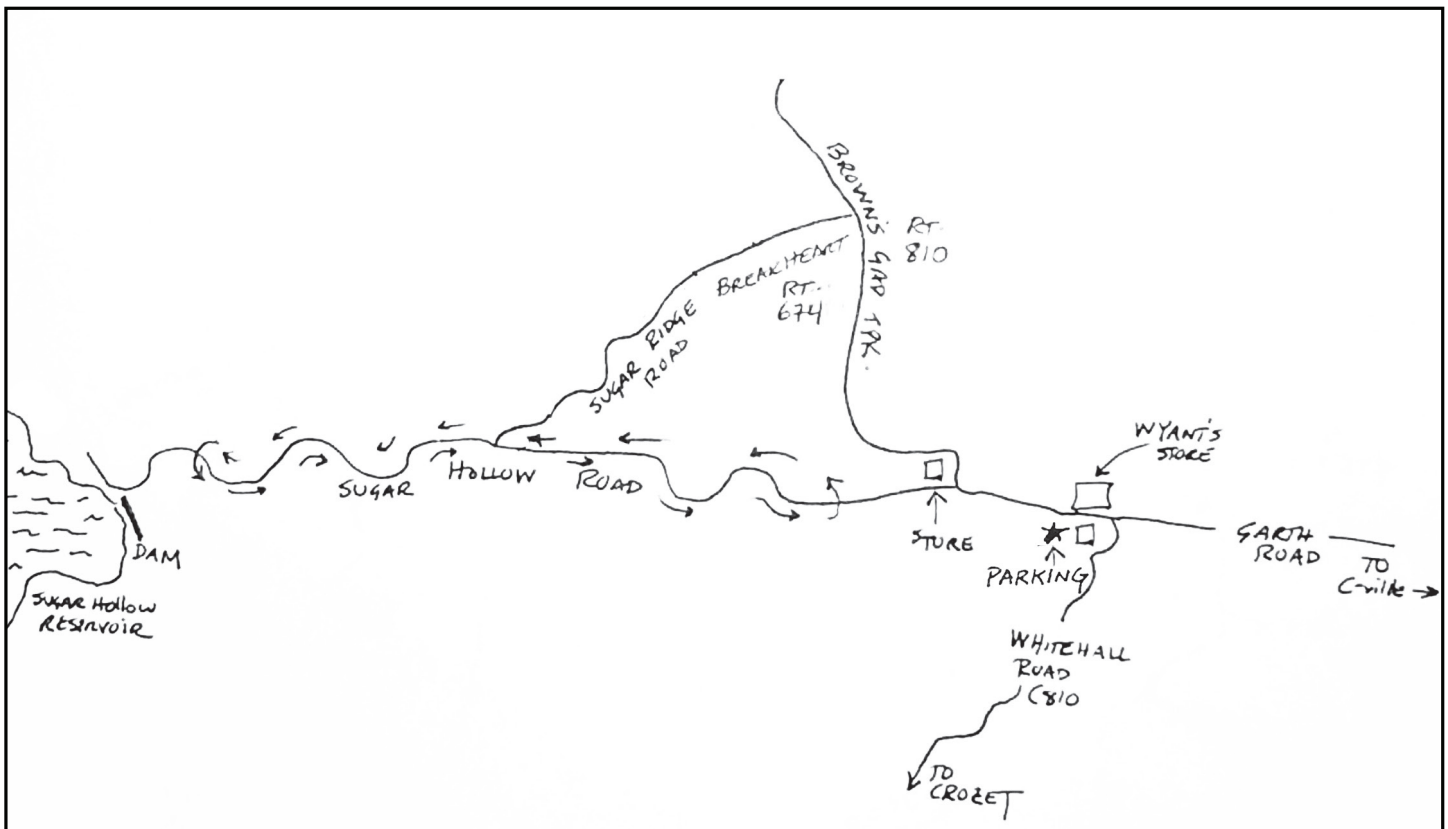 BROWNS GAP TPK.
RT.
810
BREAKHEART
RT.
674
SUGAR RIDGE
ROAD
WYANT'S
STORE
SUGAR HOLLOW ROAD
STORE
PARKING
GARTH
ROAD
TO
C-ville
DAM
SUGAR HOLLOW
RESERVOIR
WHITEHALL
ROAD
C810
TO
CROZET